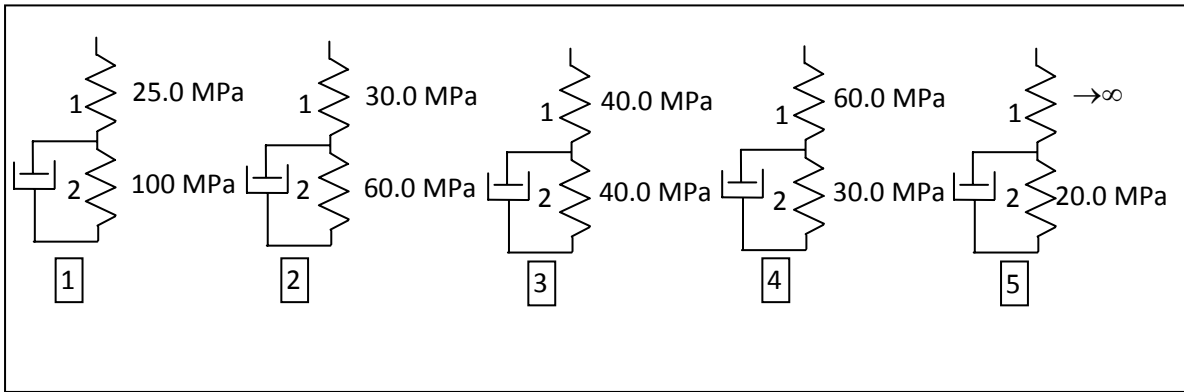 1 25.0 MPa
2 100 MPa
1
1 30.0 MPa
2 60.0 MPa
2
1 40.0 MPa
2 40.0 MPa
3
1 60.0 MPa
2 30.0 MPa
4
1 →∞
2 20.0 MPa
5